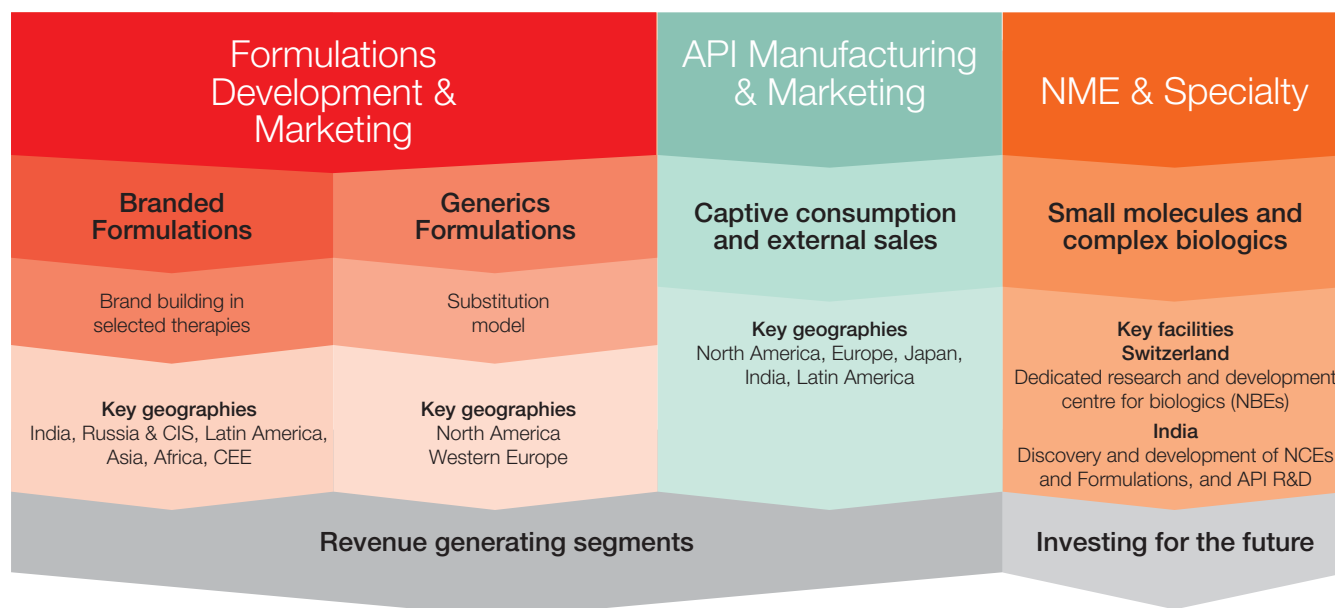 Formulations
Development &
Marketing
API Manufacturing
& Marketing
NME & Specialty
Branded
Formulations
Generics
Formulations
Captive consumption
and external sales
Small molecules and
complex biologics
Brand building in
selected therapies
Substitution
model
Key geographies
India, Russia & CIS, Latin America,
Asia, Africa, CEE
Key geographies
North America
Western Europe
Key geographies
North America, Europe, Japan,
India, Latin America
Key facilities
Switzerland
Dedicated research and development
centre for biologics (NBEs)
India
Discovery and development of NCEs
and Formulations, and API R&D
Revenue generating segments
Investing for the future